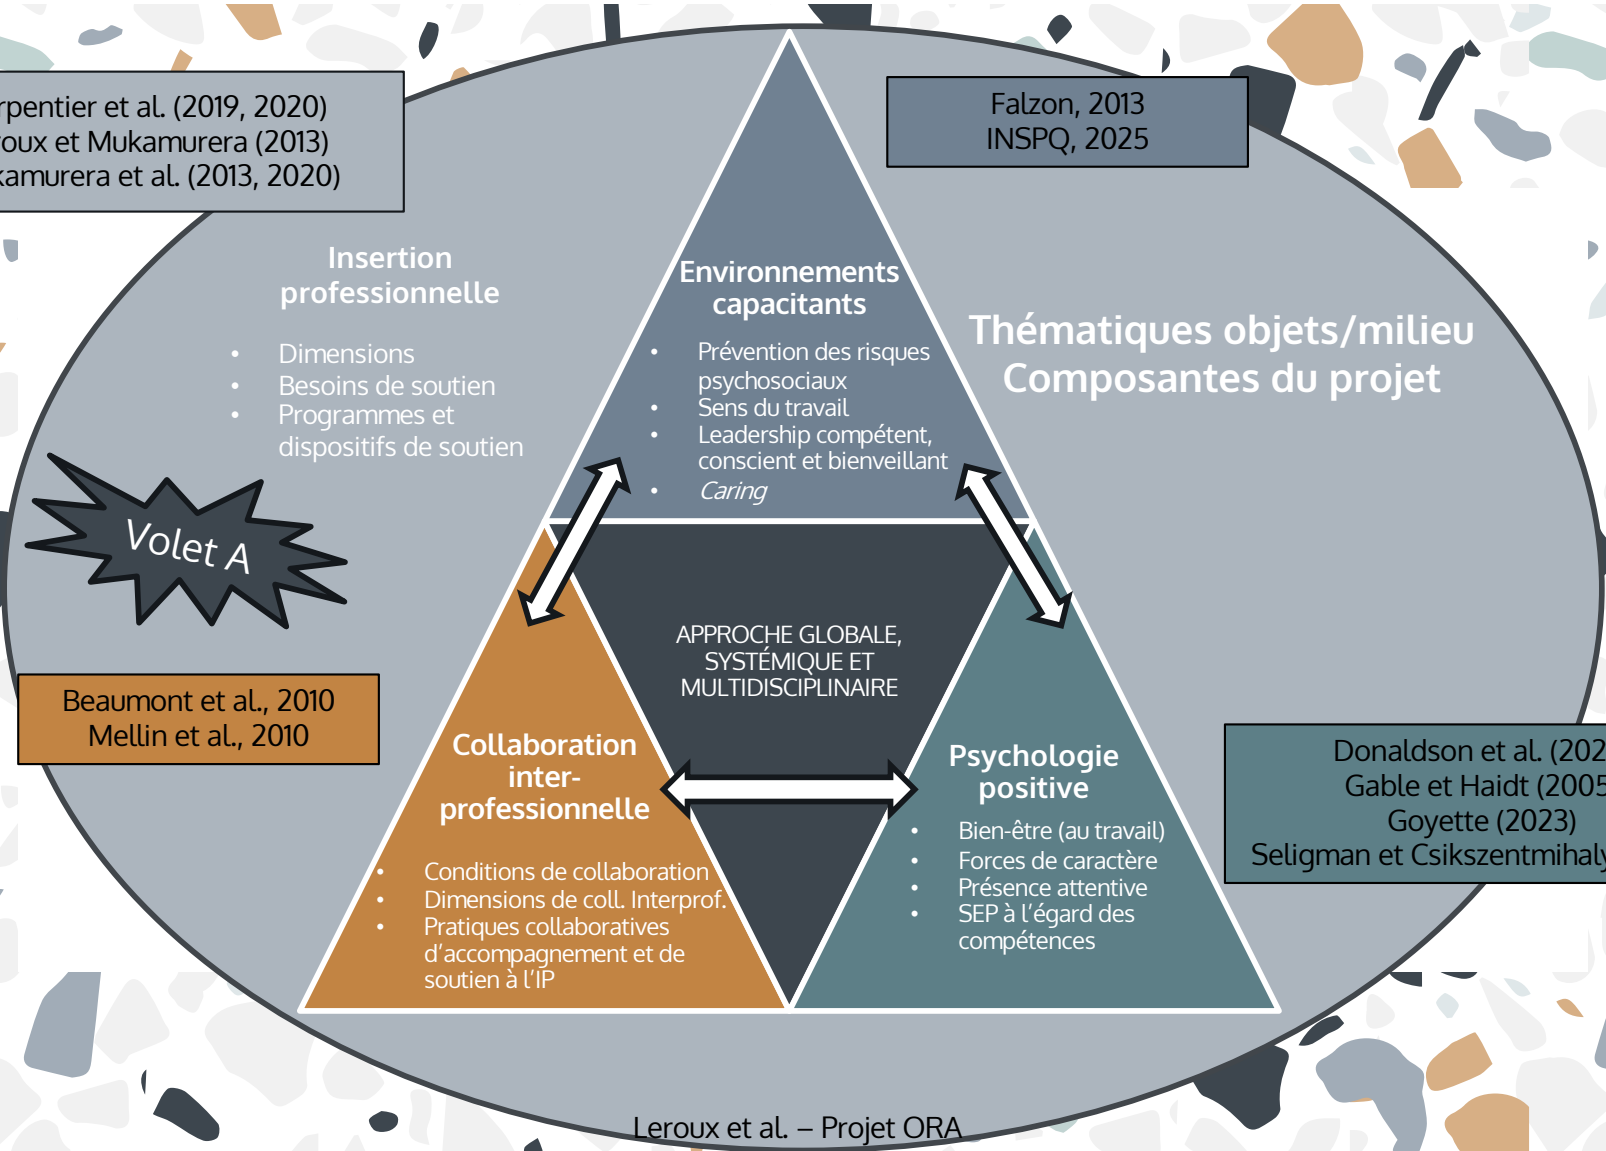 et al. (2019, 2020)
et Mukamurera (2013)
et al. (2013, 2020)
Falzon, 2013
INSPQ, 2025
Insertion
professionnelle
• Dimensions
• Besoins de soutien
• Programmes et
dispositifs de soutien
Environnements
capacitants
• Prévention des risques
psychosociaux
• Sens du travail
• Leadership compétent,
conscient et bienveillant
• Caring
Thématiques objets/milieu
Composantes du projet
Volet A
APPROCHE GLOBALE,
SYSTÉMIQUE ET
MULTIDISCIPLINAIRE
Beaumont et al., 2010
Mellin et al., 2010
Collaboration
inter-
professionnelle
• Conditions de collaboration
• Dimensions de coll. Interprof.
• Pratiques collaboratives
d’accompagnement et de
soutien à l’IP
Psychologie
positive
• Bien-être (au travail)
• Forces de caractère
• Présence attentive
• SEP à l’égard des
compétences
Donaldson et al.
Gable et Haidt (2005
Goyette (2023)
Seligman et
Leroux et al. – Projet ORA